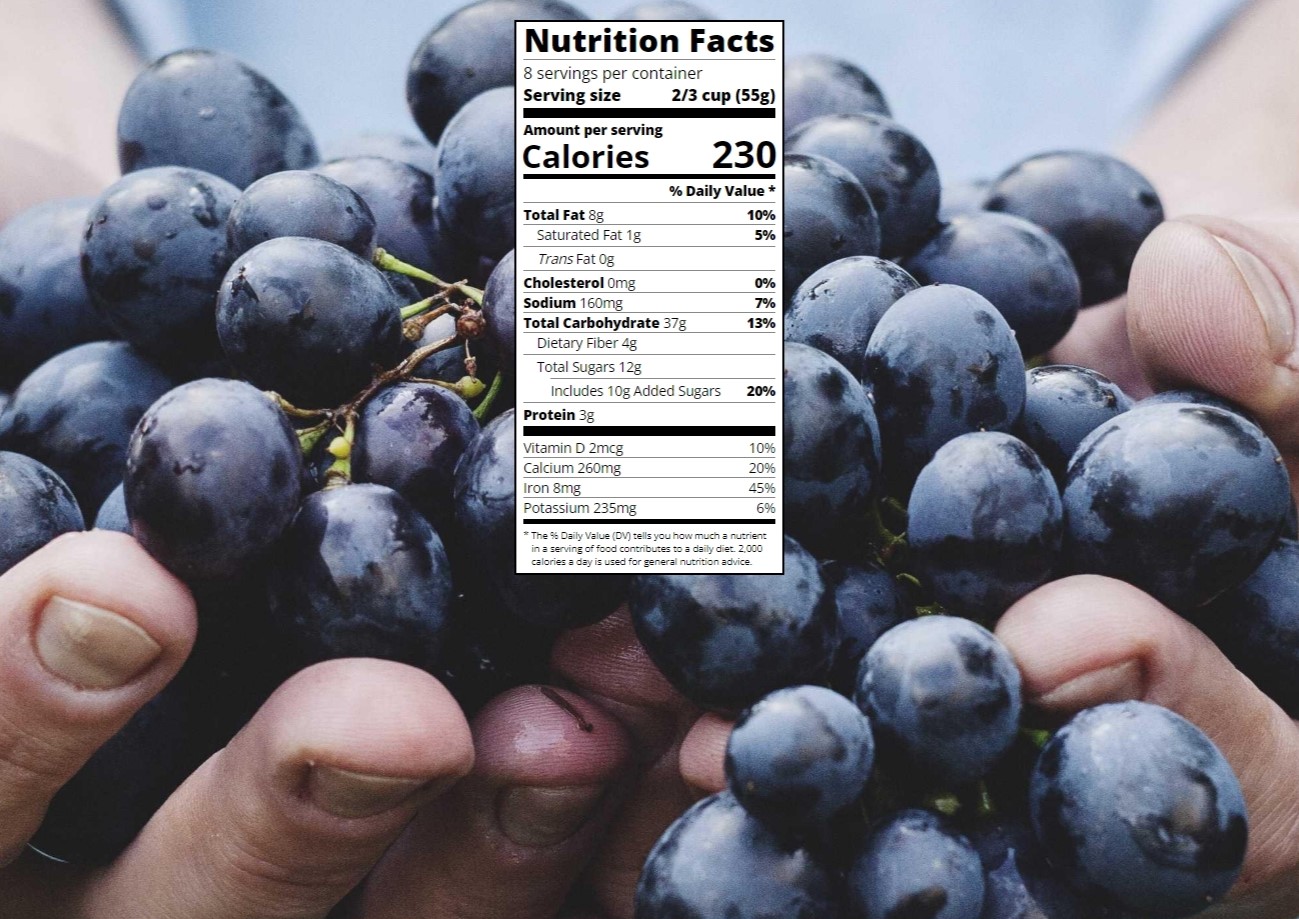 Nutrition Facts
8 servings per container
Serving size 2/3 cup (55g)
Amount per serving
Calories 230
% Daily Value *
Total Fat 8g 10%
Saturated Fat 1g 5%
Trans Fat 0g
Cholesterol 0mg 0%
Sodium 160mg 7%
Total Carbohydrate 37g 13%
Dietary Fiber 4g
Total Sugars 12g
Includes 10g Added Sugars 20%
Protein 3g
Vitamin D 2mcg 10%
Calcium 260mg 20%
Iron 8mg 45%
Potassium 235mg 6%
* The % Daily Value (DV) tells you how much a nutrient
in a serving of food contributes to a daily diet. 2,000
calories a day is used for general nutrition advice.